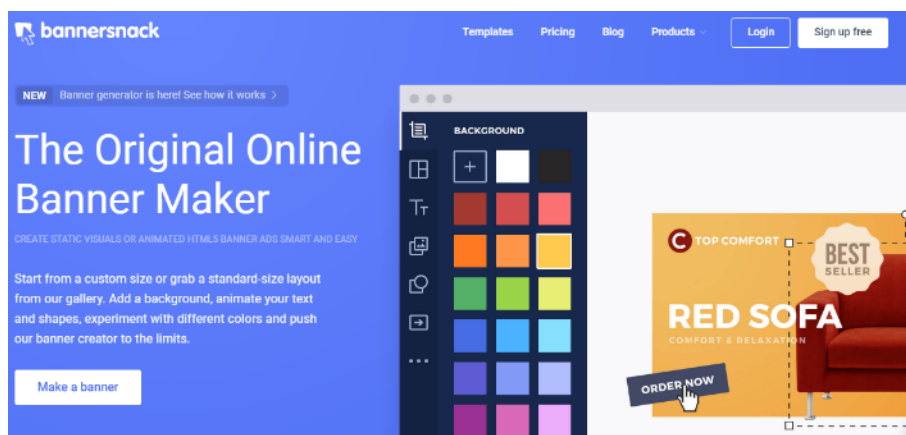 bannersnack
Templates Pricing Blog Products Login Sign up free
NEW Banner generator is here! See how it works >
The Original Online
Banner Maker
CREATE STATIC VISUALS OR ANIMATED HTML5 BANNER ADS SMART AND EASY
Start from a custom size or grab a standard-size layout
from our gallery. Add a background, animate your text
and shapes, experiment with different colors and push
our banner creator to the limits.
Make a banner
BACKGROUND
TT
C TOP COMFORT
BEST
SELLER
RED SOFA
COMFORT & RELAXATION
ORDER NOW